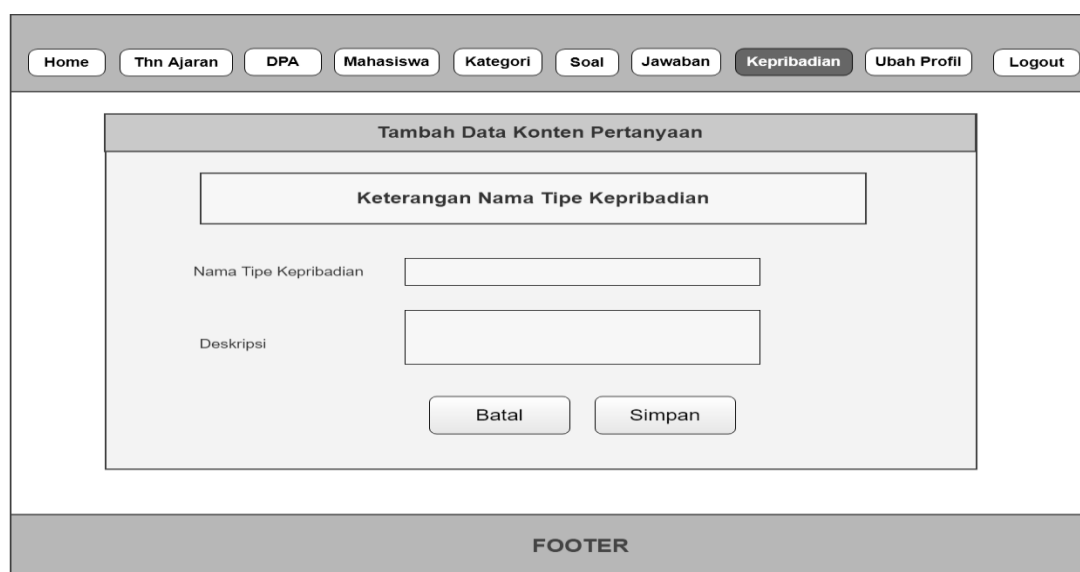 Home Thn Ajaran DPA Mahasiswa Kategori Soal Jawaban Kepribadian Ubah Profil Logout
Tambah Data Konten Pertanyaan
Keterangan Nama Tipe Kepribadian
Nama Tipe Kepribadian
Deskripsi
Batal Simpan
FOOTER